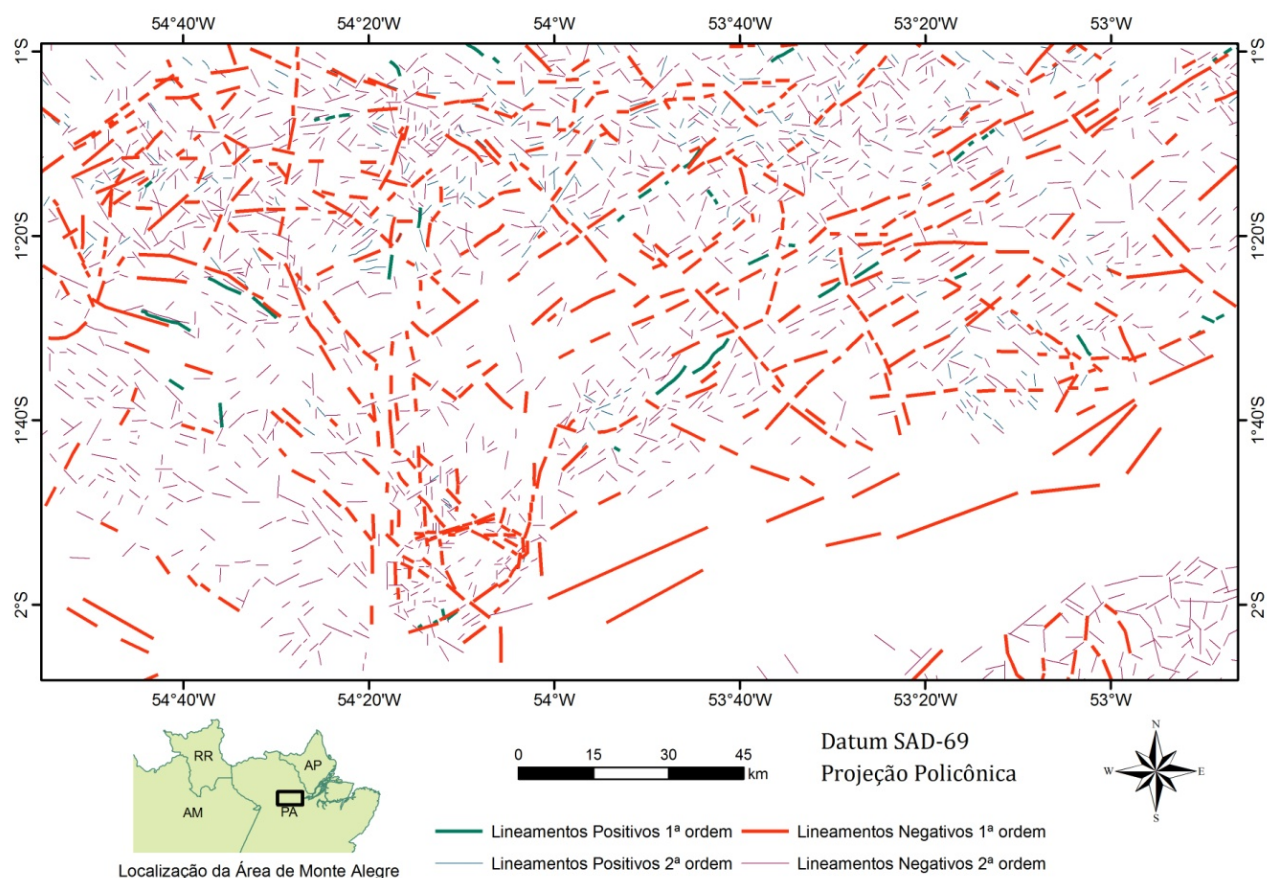 54°40'W 54°20'W 54°W 53°40'W 53°20'W 53°W
1°S 1°S
1°20'S 1°20'S
1°40'S 1°40'S
2°S 2°S
54°40'W 54°20'W 54°W 53°40'W 53°20'W 53°W
RR AP
AM PA
Localização da Área de Monte Alegre
0 15 30 45
km
Datum SAD-69
Projeção Policônica
N
W E
S
Lineamentos Positivos 1ª ordem Lineamentos Negativos 1ª ordem
Lineamentos Positivos 2ª ordem Lineamentos Negativos 2ª ordem